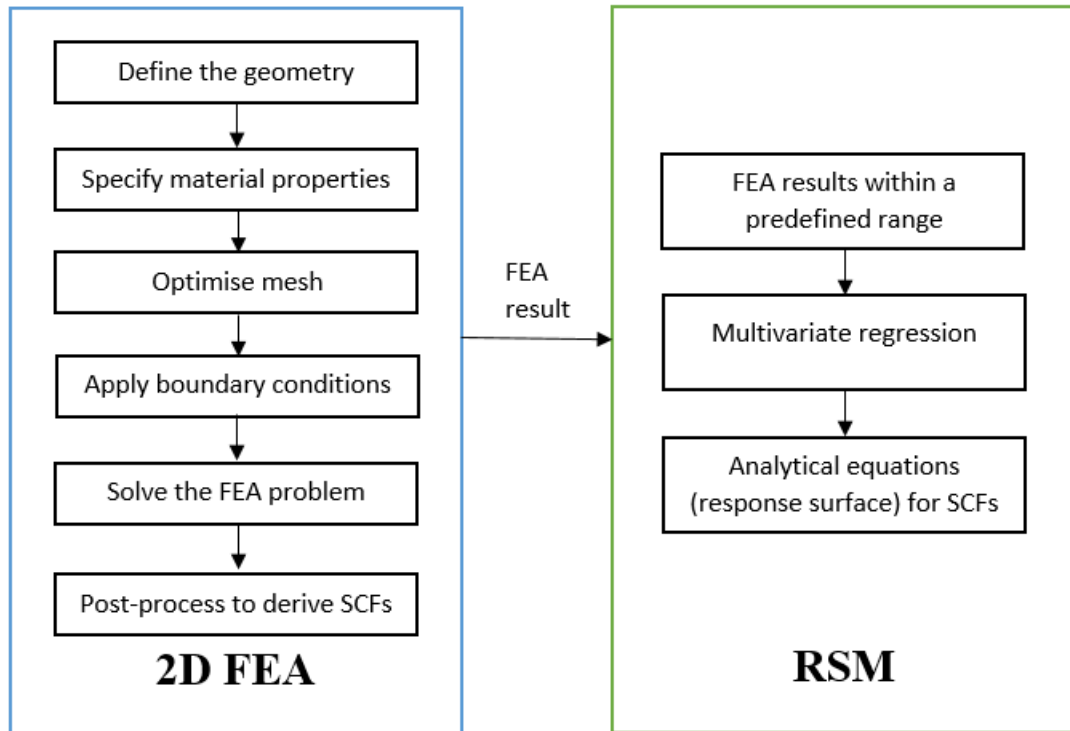 Define the geometry
Specify material properties
Optimise mesh
Apply boundary conditions
Solve the FEA problem
Post-process to derive SCFs
2D FEA
FEA
result
FEA results within a
predefined range
Multivariate regression
Analytical equations
(response surface) for SCFs
RSM